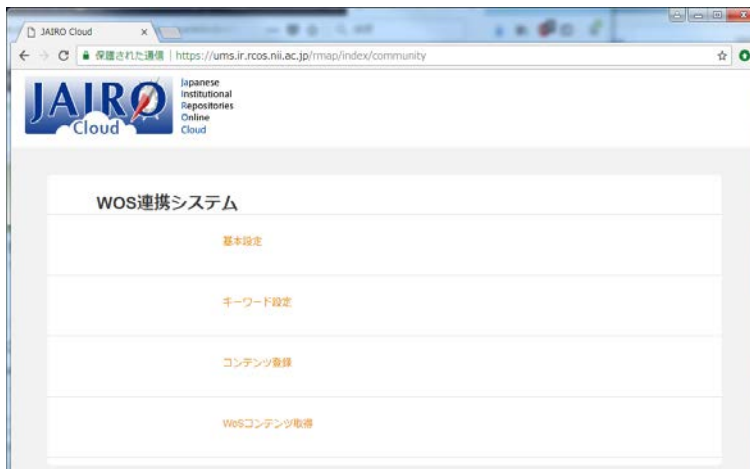 JAIRO Cloud
保護された通信 | https://ums.ir.rcos.nii.ac.jp/rmap/index/community
JAIRO
Cloud
Japanese
Institutional
Repositories
Online
Cloud
WOS連携システム
基本設定
キーワード設定
コンテンツ登録
WoSコンテンツ取得